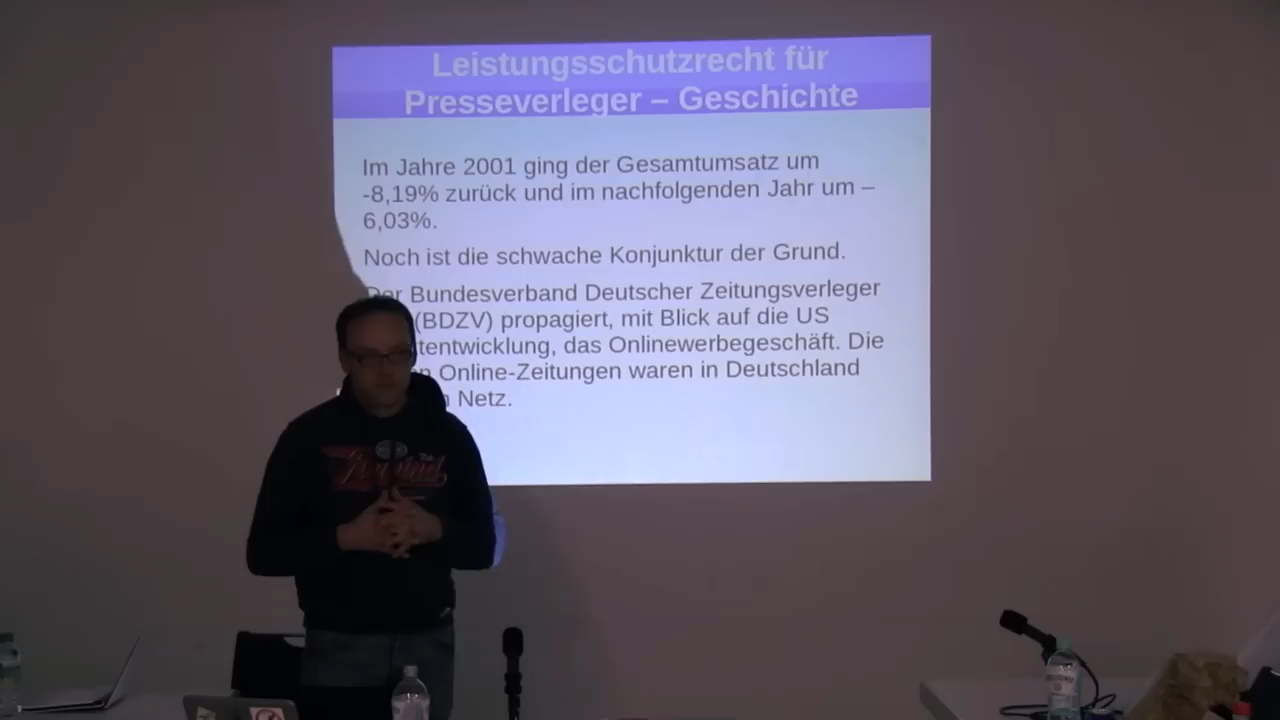 Leistungsschutzrecht für
Presseverleger – Geschichte
Im Jahre 2001 ging der Gesamtumsatz um
-8,19% zurück und im nachfolgenden Jahr um –
6,03%.
Noch ist die schwache Konjunktur der Grund.
Der Bundesverband Deutscher Zeitungsverleger
(BDZV) propagiert, mit Blick auf die US
tentwicklung, das Onlinewerbegeschäft. Die
n Online-Zeitungen waren in Deutschland
Netz.